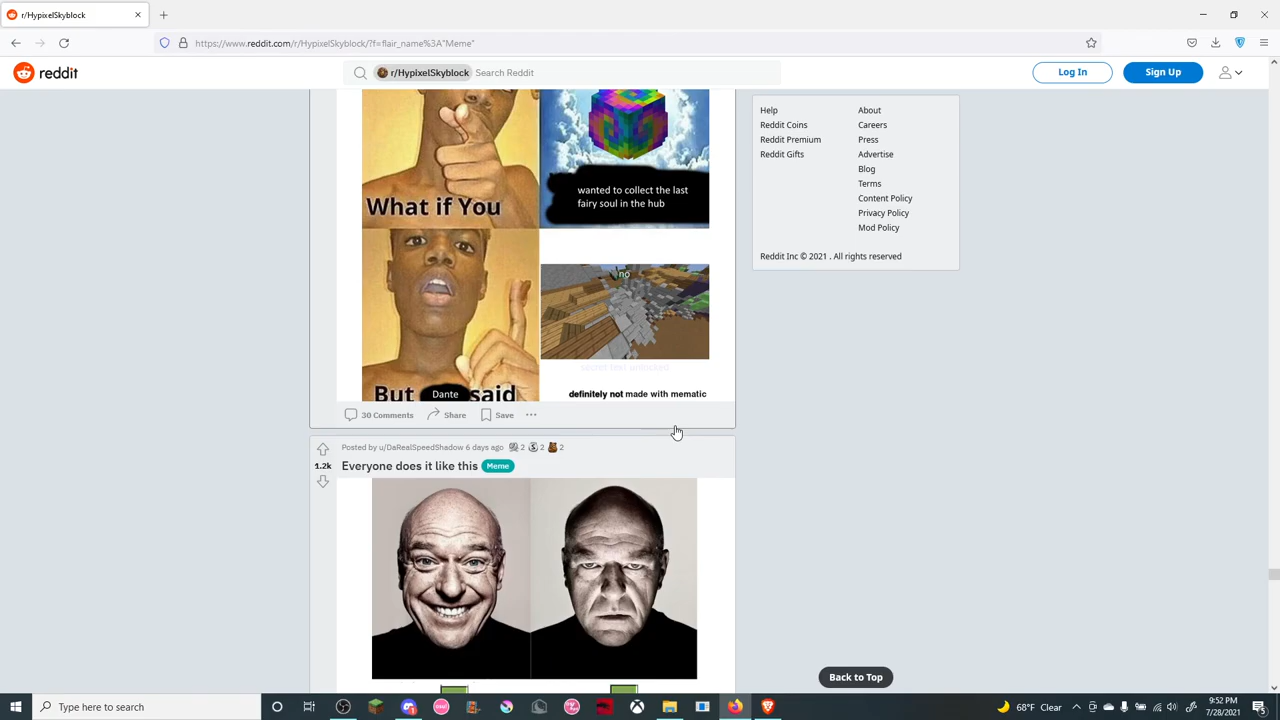 r/HypixelSkyblock
https://www.reddit.com/r/HypixelSkyblock/?f=flair_name%3A"Meme"
reddit
r/HypixelSkyblock Search Reddit
Log In
Sign Up
What if You
wanted to collect the last
fairy soul in the hub
no
secret text unlocked
But Dante said
definitely not made with mematic
30 Comments
Share
Save
Posted by u/DaRealSpeedShadow 6 days ago 2 2 2
1.2k
Everyone does it like this Meme
Help
About
Reddit Coins
Careers
Reddit Premium
Press
Reddit Gifts
Advertise
Blog
Terms
Content Policy
Privacy Policy
Mod Policy
Reddit Inc © 2021 . All rights reserved
Back to Top
Type here to search
68°F Clear
9:52 PM
7/28/2021